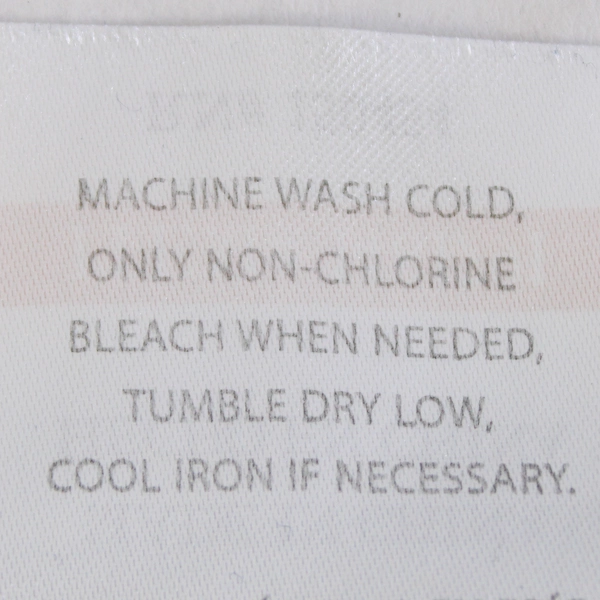 MACHINE WASH COLD,
ONLY NON-CHLORINE
BLEACH WHEN NEEDED,
TUMBLE DRY LOW,
COOL IRON IF NECESSARY.